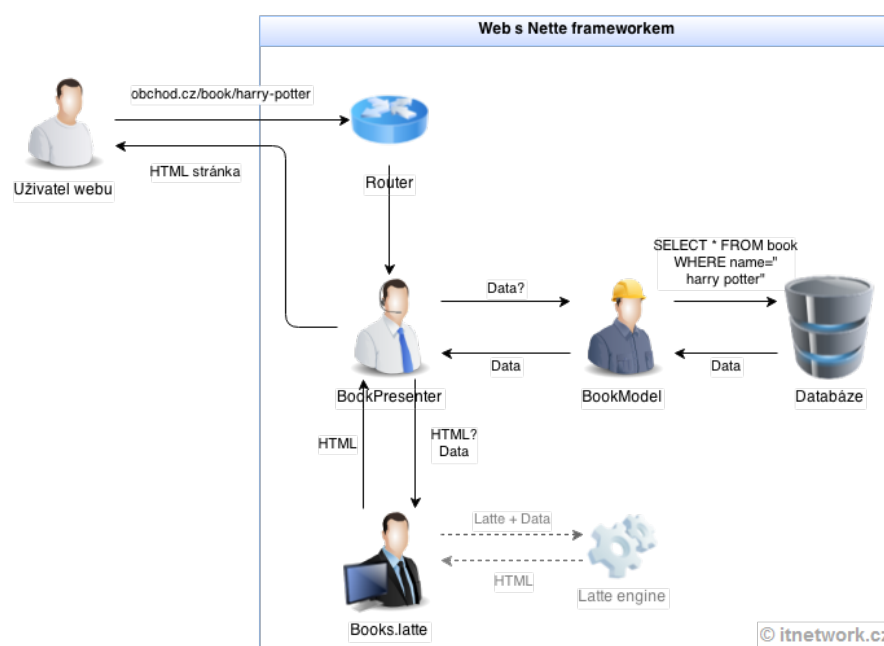 Web s Nette frameworkem
obchod.cz/book/harry-potter
HTML stránka
Uživatel webu
Router
SELECT * FROM book
WHERE name="
harry potter"
Data?
Data
Data
BookPresenter
BookModel
Databáze
HTML
HTML?
Data
Latte + Data
HTML
Latte engine
Books.latte
© itnetwork.cz